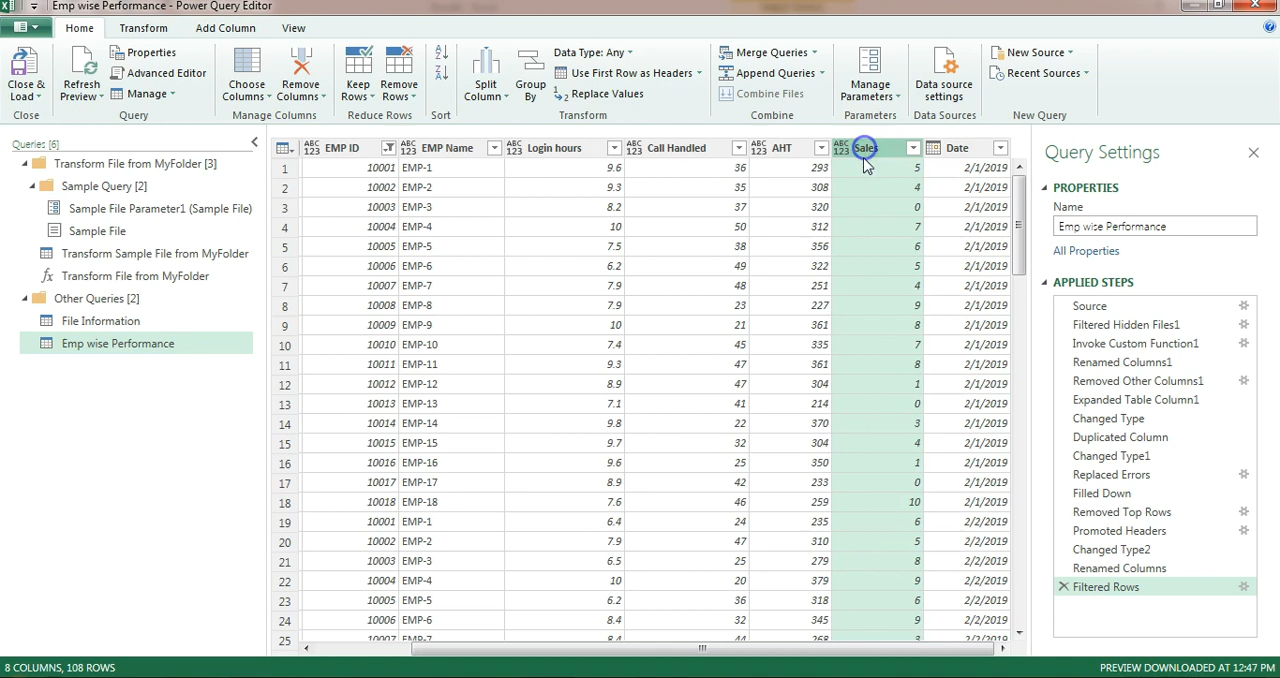 Emp wise Performance - Power Query Editor
Home Transform Add Column View
Close & Load
Refresh Preview
Properties
Advanced Editor
Manage
Choose Columns
Remove Columns
Keep Rows
Remove Rows
Split Column
Group By
Data Type: Any
Use First Row as Headers
Replace Values
Merge Queries
Append Queries
Combine Files
Manage Parameters
Data source settings
New Source
Recent Sources
Close Query Manage Columns Reduce Rows Sort Transform Combine Parameters Data Sources New Query
Queries [6]
Transform File from MyFolder [3]
Sample Query [2]
Sample File Parameter1 (Sample File)
Sample File
Transform Sample File from MyFolder
fx Transform File from MyFolder
Other Queries [2]
File Information
Emp wise Performance
ABC 123 EMP ID ABC 123 EMP Name ABC 123 Login hours ABC 123 Call Handled ABC 123 AHT ABC 123 Sales Date
1 10001 EMP-1 9.6 36 293 5 2/1/2019
2 10002 EMP-2 9.3 35 308 4 2/1/2019
3 10003 EMP-3 8.2 37 320 0 2/1/2019
4 10004 EMP-4 10 50 312 7 2/1/2019
5 10005 EMP-5 7.5 38 356 6 2/1/2019
6 10006 EMP-6 6.2 49 322 5 2/1/2019
7 10007 EMP-7 7.9 48 251 4 2/1/2019
8 10008 EMP-8 7.9 23 227 9 2/1/2019
9 10009 EMP-9 10 21 361 8 2/1/2019
10 10010 EMP-10 7.4 45 335 7 2/1/2019
11 10011 EMP-11 9.3 47 361 8 2/1/2019
12 10012 EMP-12 8.9 47 304 1 2/1/2019
13 10013 EMP-13 7.1 41 214 0 2/1/2019
14 10014 EMP-14 9.8 22 370 3 2/1/2019
15 10015 EMP-15 9.7 32 304 4 2/1/2019
16 10016 EMP-16 9.6 25 350 1 2/1/2019
17 10017 EMP-17 8.9 42 233 0 2/1/2019
18 10018 EMP-18 7.6 46 259 10 2/1/2019
19 10001 EMP-1 6.4 24 235 6 2/2/2019
20 10002 EMP-2 7.9 47 310 5 2/2/2019
21 10003 EMP-3 6.5 25 279 8 2/2/2019
22 10004 EMP-4 10 20 379 9 2/2/2019
23 10005 EMP-5 6.2 36 318 6 2/2/2019
24 10006 EMP-6 8.4 32 345 9 2/2/2019
25 10007 EMP-7 8.4 44 268 3 2/2/2019
Query Settings
PROPERTIES
Name
Emp wise Performance
All Properties
APPLIED STEPS
Source
Filtered Hidden Files1
Invoke Custom Function1
Renamed Columns1
Removed Other Columns1
Expanded Table Column1
Changed Type
Duplicated Column
Changed Type1
Replaced Errors
Filled Down
Removed Top Rows
Promoted Headers
Changed Type2
Renamed Columns
Filtered Rows
8 COLUMNS, 108 ROWS
PREVIEW DOWNLOADED AT 12:47 PM